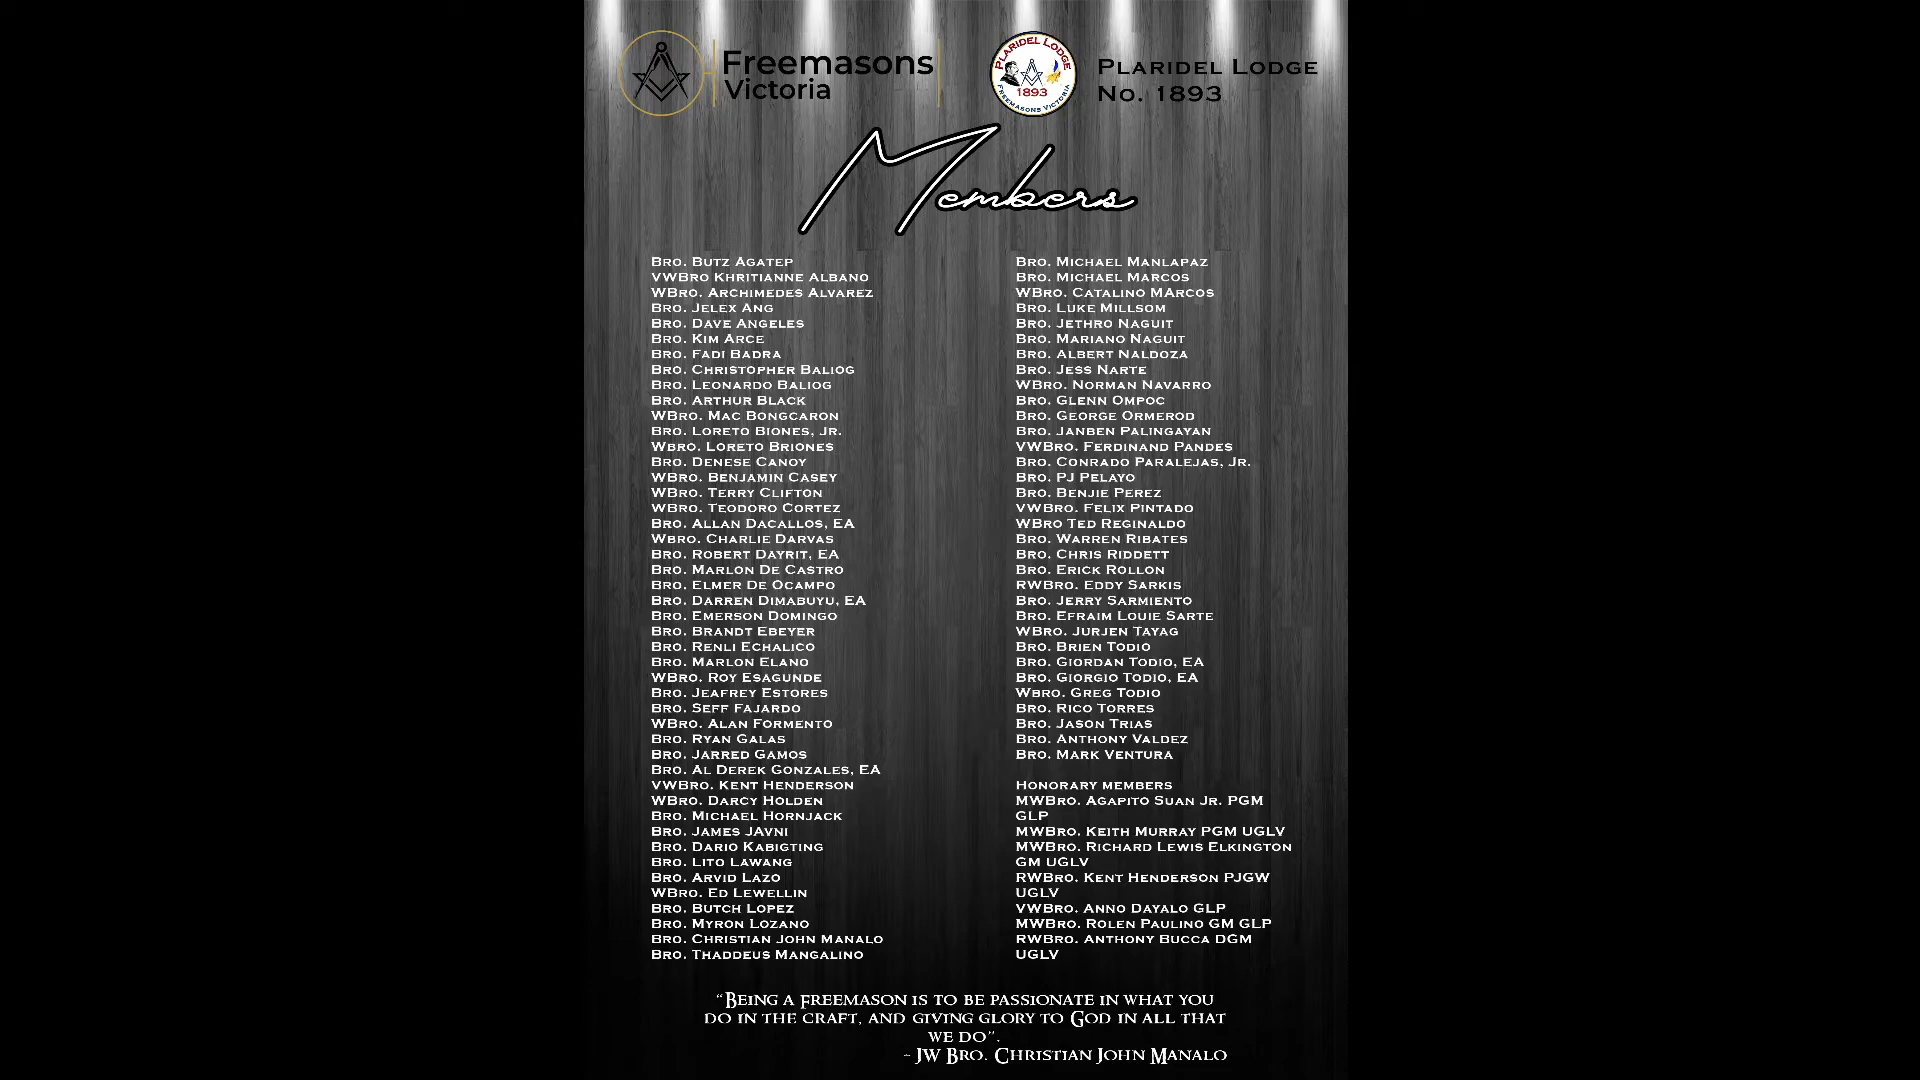 Freemasons
Victoria
PLARIDEL LODGE
1893
FREEMASONS VICTORIA
PLARIDEL LODGE
No. 1893
Members
BRO. BUTZ AGATEP
VWBRO KHRITIANNE ALBANO
WBRO. ARCHIMEDES ALVAREZ
BRO. JELEX ANG
BRO. DAVE ANGELES
BRO. KIM ARCE
BRO. FADI BADRA
BRO. CHRISTOPHER BALIOG
BRO. LEONARDO BALIOG
BRO. ARTHUR BLACK
WBRO. MAC BONGCARON
BRO. LORETO BIONES, JR.
WBRO. LORETO BRIONES
BRO. DENESE CANOY
WBRO. BENJAMIN CASEY
WBRO. TERRY CLIFTON
WBRO. TEODORO CORTEZ
BRO. ALLAN DACALLOS, EA
WBRO. CHARLIE DARVAS
BRO. ROBERT DAYRIT, EA
BRO. MARLON DE CASTRO
BRO. ELMER DE OCAMPO
BRO. DARREN DIMABUYU, EA
BRO. EMERSON DOMINGO
BRO. BRANDT EBEYER
BRO. RENLI ECHALICO
BRO. MARLON ELANO
WBRO. ROY ESAGUNDE
BRO. JEAFREY ESTORES
BRO. SEFF FAJARDO
WBRO. ALAN FORMENTO
BRO. RYAN GALAS
BRO. JARRED GAMOS
BRO. AL DEREK GONZALES, EA
VWBRO. KENT HENDERSON
WBRO. DARCY HOLDEN
BRO. MICHAEL HORNJACK
BRO. JAMES JAVNI
BRO. DARIO KABIGTING
BRO. LITO LAWANG
BRO. ARVID LAZO
WBRO. ED LEWELLIN
BRO. BUTCH LOPEZ
BRO. MYRON LOZANO
BRO. CHRISTIAN JOHN MANALO
BRO. THADDEUS MANGALINO
BRO. MICHAEL MANLAPAZ
BRO. MICHAEL MARCOS
WBRO. CATALINO MARCOS
BRO. LUKE MILLSOM
BRO. JETHRO NAGUIT
BRO. MARIANO NAGUIT
BRO. ALBERT NALDOZA
BRO. JESS NARTE
WBRO. NORMAN NAVARRO
BRO. GLENN OMPOC
BRO. GEORGE ORMEROD
BRO. JANBEN PALINGAYAN
VWBRO. FERDINAND PANDES
BRO. CONRADO PARALEJAS, JR.
BRO. PJ PELAYO
BRO. BENJIE PEREZ
VWBRO. FELIX PINTADO
WBRO TED REGINALDO
BRO. WARREN RIBATES
BRO. CHRIS RIDDETT
BRO. ERICK ROLLON
RWBRO. EDDY SARKIS
BRO. JERRY SARMIENTO
BRO. EFRAIM LOUIE SARTE
WBRO. JURJEN TAYAG
BRO. BRIEN TODIO
BRO. GIORDAN TODIO, EA
BRO. GIORGIO TODIO, EA
WBRO. GREG TODIO
BRO. RICO TORRES
BRO. JASON TRIAS
BRO. ANTHONY VALDEZ
BRO. MARK VENTURA
HONORARY MEMBERS
MWBRO. AGAPITO SUAN JR. PGM
GLP
MWBRO. KEITH MURRAY PGM UGLV
MWBRO. RICHARD LEWIS ELKINGTON
GM UGLV
RWBRO. KENT HENDERSON PJGW
UGLV
VWBRO. ANNO DAYALO GLP
MWBRO. ROLEN PAULINO GM GLP
RWBRO. ANTHONY BUCCA DGM
UGLV
“BEING A FREEMASON IS TO BE PASSIONATE IN WHAT YOU
DO IN THE CRAFT, AND GIVING GLORY TO GOD IN ALL THAT
WE DO”.
- JW BRO. CHRISTIAN JOHN MANALO